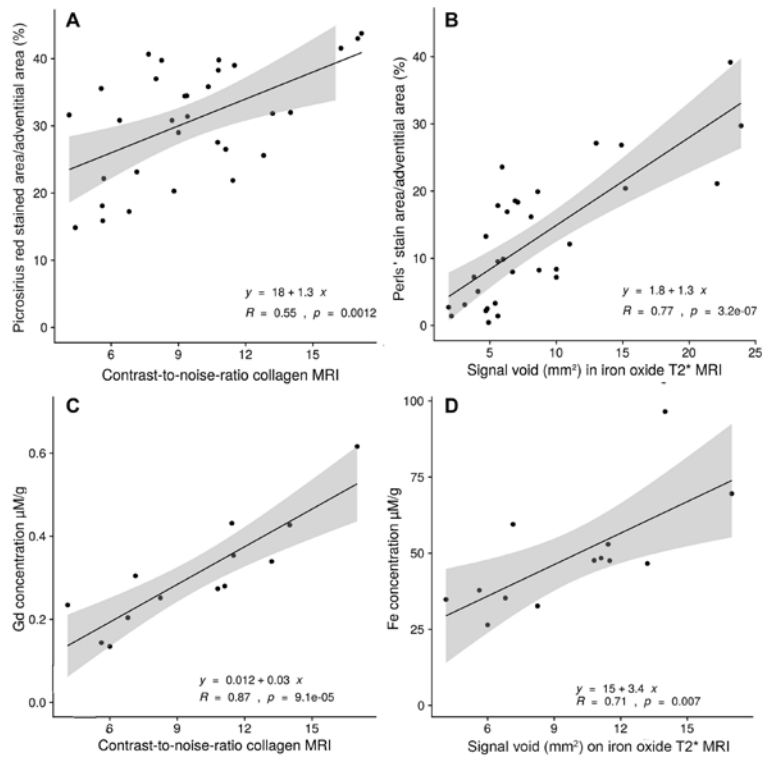 A
Picrosirius red stained area/adventitial area (%)
40
30
20
10
0
y = 18 + 1.3 x
R = 0.55 , p = 0.0012
6
9
12
15
Contrast-to-noise-ratio collagen MRI
B
Perls' stain area/adventitial area (%)
40
30
20
10
0
y = 1.8 + 1.3 x
R = 0.77 , p = 3.2e-07
5
10
15
20
25
Signal void (mm²) in iron oxide T2* MRI
C
Gd concentration µM/g
0.6
0.4
0.2
0.0
y = 0.012 + 0.03 x
R = 0.87 , p = 9.1e-05
6
9
12
15
Contrast-to-noise-ratio collagen MRI
D
Fe concentration µM/g
100
75
50
25
0
y = 15 + 3.4 x
R = 0.71 , p = 0.007
6
9
12
15
Signal void (mm²) on iron oxide T2* MRI